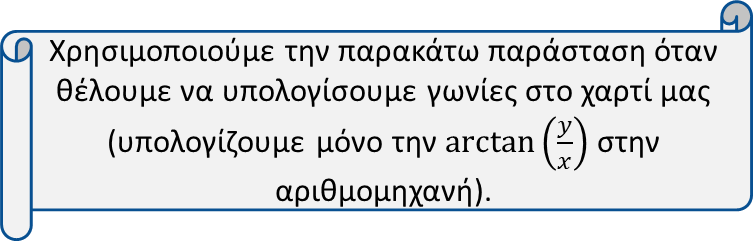 Χρησιμοποιούμε την παρακάτω παράσταση όταν
θέλουμε να υπολογίσουμε γωνίες στο χαρτί μας
(υπολογίζουμε μόνο την arctan (y/x) στην
αριθμομηχανή).